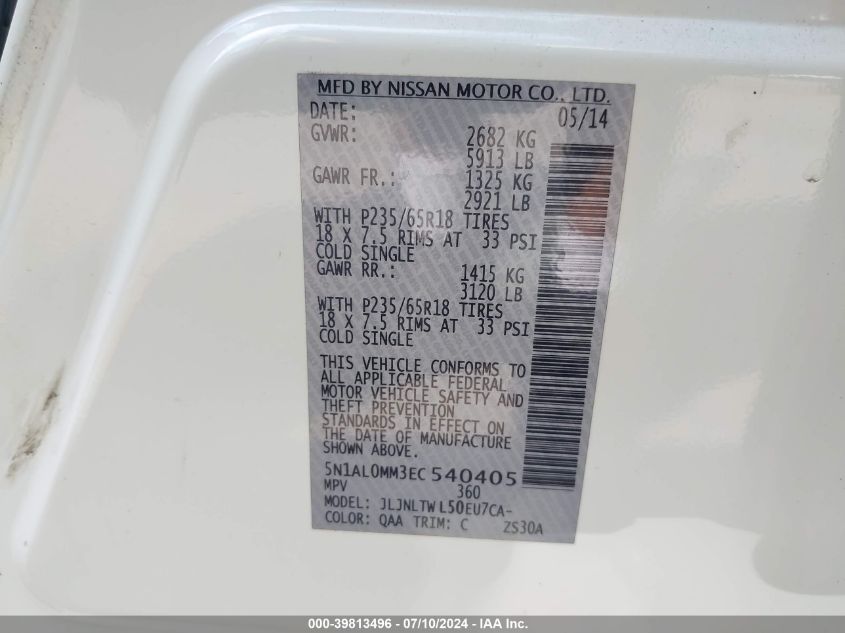 MFD BY NISSAN MOTOR CO., LTD.
DATE: 05/14
GVWR: 2682 KG
5913 LB
GAWR FR.: 1325 KG
2921 LB
WITH P235/65R18 TIRES
18 X 7.5 RIMS AT 33 PSI
COLD SINGLE
GAWR RR.: 1415 KG
3120 LB
WITH P235/65R18 TIRES
18 X 7.5 RIMS AT 33 PSI
COLD SINGLE
THIS VEHICLE CONFORMS TO
ALL APPLICABLE FEDERAL
MOTOR VEHICLE SAFETY AND
THEFT PREVENTION
STANDARDS IN EFFECT ON
THE DATE OF MANUFACTURE
SHOWN ABOVE.
5N1AL0MM3EC540405
MPV 360
MODEL: JLJNLTWL50EU7CA-
COLOR: QAA TRIM: C ZS30A
000-39813496 - 07/10/2024 - IAA Inc.